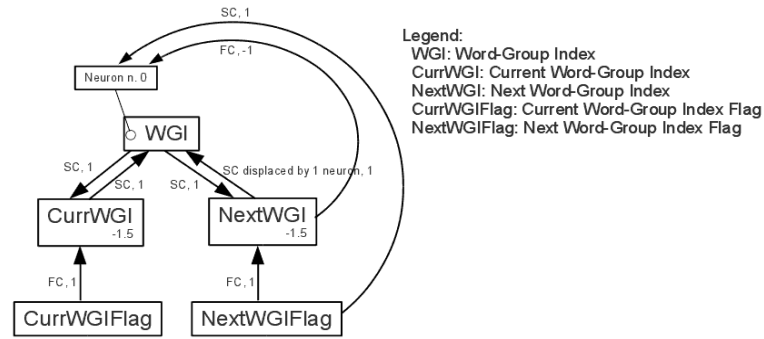 SC, 1
FC, -1
Neuron n. 0
WGI
SC, 1
SC, 1
SC, 1
SC displaced by 1 neuron, 1
CurrWGI
-1.5
NextWGI
-1.5
FC, 1
FC, 1
CurrWGIFlag
NextWGIFlag
Legend:
WGI: Word-Group Index
CurrWGI: Current Word-Group Index
NextWGI: Next Word-Group Index
CurrWGIFlag: Current Word-Group Index Flag
NextWGIFlag: Next Word-Group Index Flag